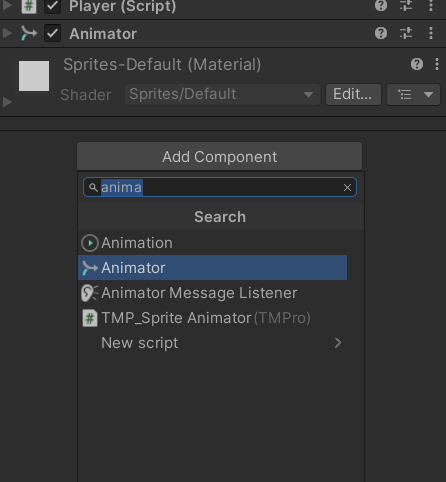 Player (Script)
Animator
Sprites-Default (Material)
Shader Sprites/Default Edit...
Add Component
anima
Search
Animation
Animator
Animator Message Listener
TMP_Sprite Animator (TMPro)
New script